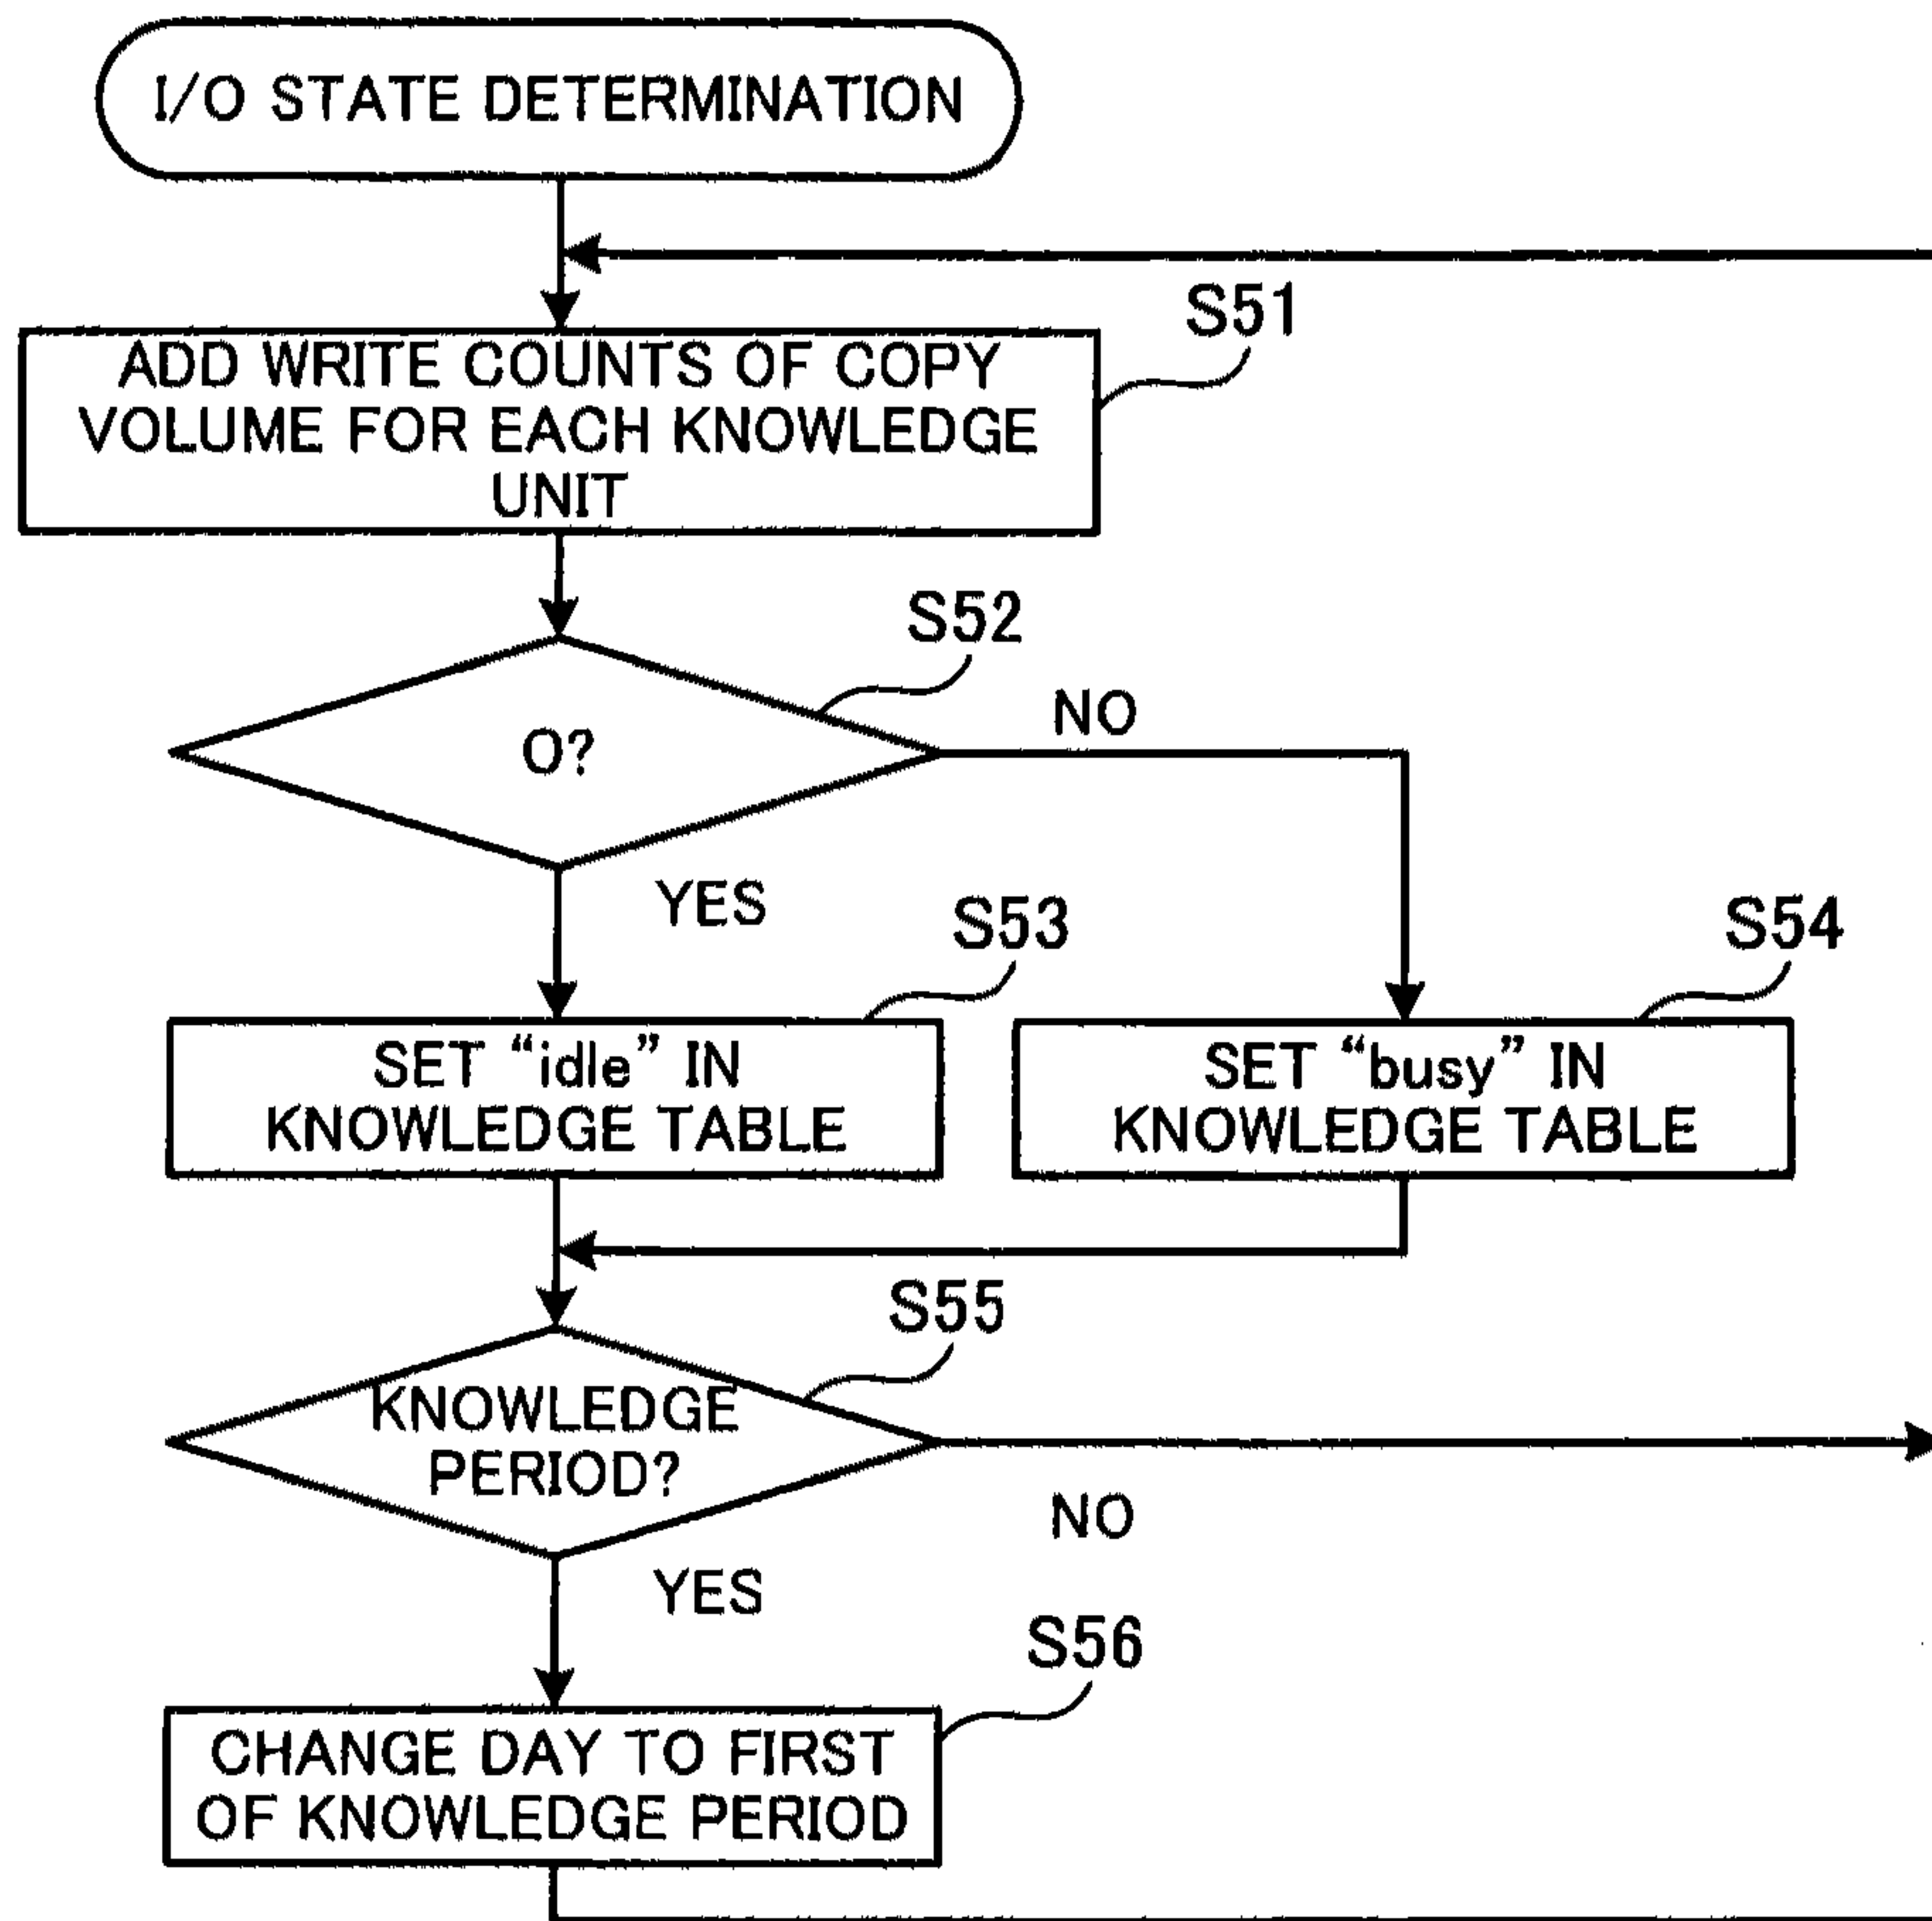 I/O STATE DETERMINATION
S51
ADD WRITE COUNTS OF COPY
VOLUME FOR EACH KNOWLEDGE
UNIT
S52
NO
O?
YES
S53
S54
SET “idle” IN
KNOWLEDGE TABLE
SET “busy” IN
KNOWLEDGE TABLE
S55
KNOWLEDGE
PERIOD?
NO
YES
S56
CHANGE DAY TO FIRST
OF KNOWLEDGE PERIOD